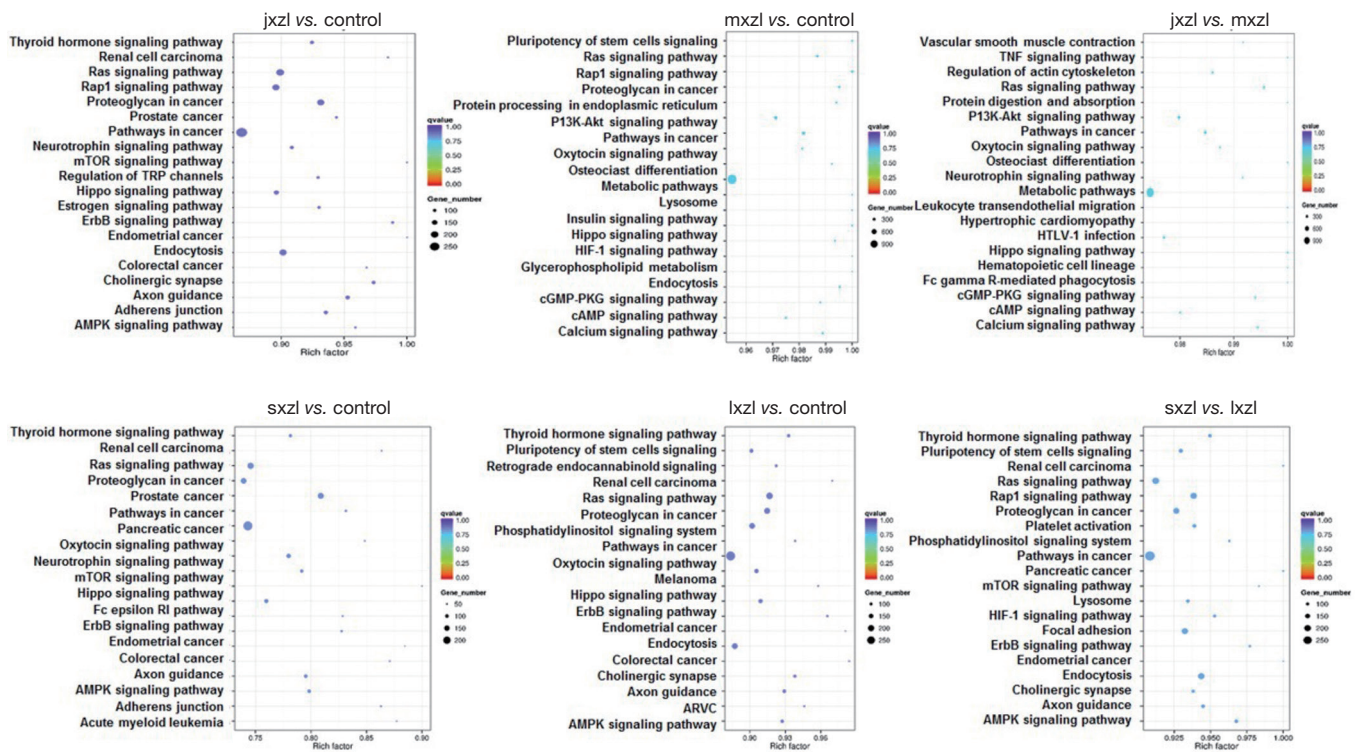 jxzl vs. control
Thyroid hormone signaling pathway
Renal cell carcinoma
Ras signaling pathway
Rap1 signaling pathway
Proteoglycan in cancer
Prostate cancer
Pathways in cancer
Neurotrophin signaling pathway
mTOR signaling pathway
Regulation of TRP channels
Hippo signaling pathway
Estrogen signaling pathway
ErbB signaling pathway
Endometrial cancer
Endocytosis
Colorectal cancer
Cholinergic synapse
Axon guidance
Adherens junction
AMPK signaling pathway
0.90 0.95 1.00
Rich factor
qvalue
1.00
0.75
0.50
0.25
0.00
Gene_number
100
150
200
250
mxzl vs. control
Pluripotency of stem cells signaling
Ras signaling pathway
Rap1 signaling pathway
Proteoglycan in cancer
Protein processing in endoplasmic reticulum
P13K-Akt signaling pathway
Pathways in cancer
Oxytocin signaling pathway
Osteociast differentiation
Metabolic pathways
Lysosome
Insulin signaling pathway
Hippo signaling pathway
HIF-1 signaling pathway
Glycerophospholipid metabolism
Endocytosis
cGMP-PKG signaling pathway
cAMP signaling pathway
Calcium signaling pathway
0.96 0.97 0.98 0.99 1.00
Rich factor
qvalue
1.00
0.75
0.50
0.25
0.00
Gene_number
300
600
900
jxzl vs. mxzl
Vascular smooth muscle contraction
TNF signaling pathway
Regulation of actin cytoskeleton
Ras signaling pathway
Protein digestion and absorption
P13K-Akt signaling pathway
Pathways in cancer
Oxytocin signaling pathway
Osteociast differentiation
Neurotrophin signaling pathway
Metabolic pathways
Leukocyte transendothelial migration
Hypertrophic cardiomyopathy
HTLV-1 infection
Hippo signaling pathway
Hematopoietic cell lineage
Fc gamma R-mediated phagocytosis
cGMP-PKG signaling pathway
cAMP signaling pathway
Calcium signaling pathway
0.98 0.99 1.00
Rich factor
qvalue
1.00
0.75
0.50
0.25
0.00
Gene_number
300
600
900
sxzl vs. control
Thyroid hormone signaling pathway
Renal cell carcinoma
Ras signaling pathway
Proteoglycan in cancer
Prostate cancer
Pathways in cancer
Pancreatic cancer
Oxytocin signaling pathway
Neurotrophin signaling pathway
mTOR signaling pathway
Hippo signaling pathway
Fc epsilon RI pathway
ErbB signaling pathway
Endometrial cancer
Colorectal cancer
Axon guidance
AMPK signaling pathway
Adherens junction
Acute myeloid leukemia
0.75 0.80 0.85 0.90
Rich factor
qvalue
1.00
0.75
0.50
0.25
0.00
Gene_number
50
100
150
200
lxzl vs. control
Thyroid hormone signaling pathway
Pluripotency of stem cells signaling
Retrograde endocannabinold signaling
Renal cell carcinoma
Ras signaling pathway
Proteoglycan in cancer
Phosphatidylinositol signaling system
Pathways in cancer
Oxytocin signaling pathway
Melanoma
Hippo signaling pathway
ErbB signaling pathway
Endometrial cancer
Endocytosis
Colorectal cancer
Cholinergic synapse
Axon guidance
ARVC
AMPK signaling pathway
0.90 0.93 0.96
Rich factor
qvalue
1.00
0.75
0.50
0.25
0.00
Gene_number
100
150
200
250
sxzl vs. lxzl
Thyroid hormone signaling pathway
Pluripotency of stem cells signaling
Renal cell carcinoma
Ras signaling pathway
Rap1 signaling pathway
Proteoglycan in cancer
Platelet activation
Phosphatidylinositol signaling system
Pathways in cancer
Pancreatic cancer
mTOR signaling pathway
Lysosome
HIF-1 signaling pathway
Focal adhesion
ErbB signaling pathway
Endometrial cancer
Endocytosis
Cholinergic synapse
Axon guidance
AMPK signaling pathway
0.925 0.950 0.975 1.000
Rich factor
qvalue
1.00
0.75
0.50
0.25
0.00
Gene_number
100
150
200
250